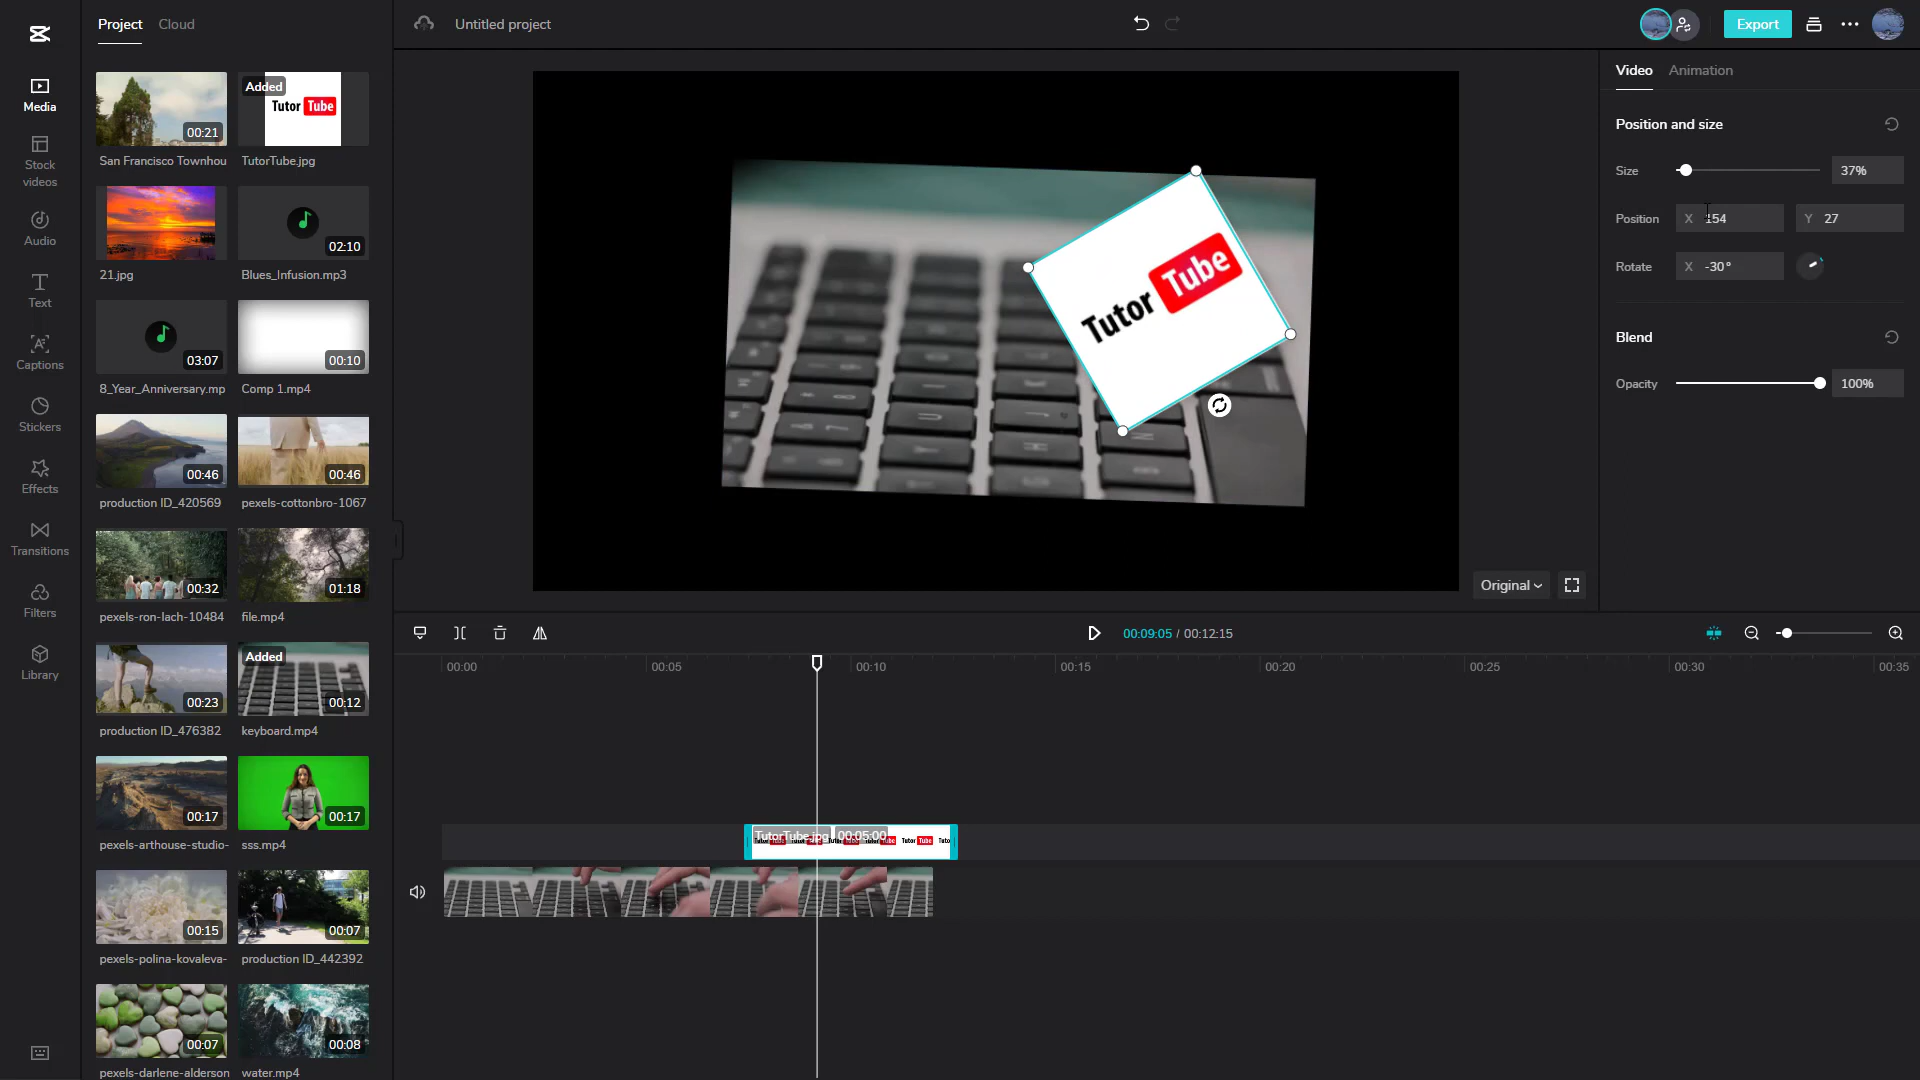 Project
Cloud
Untitled project
Export
Media
Stock
videos
Audio
Text
Captions
Stickers
Effects
Transitions
Filters
Library
00:21
San Francisco Townhou
Added
Tutor Tube
TutorTube.jpg
21.jpg
02:10
Blues_Infusion.mp3
03:07
8_Year_Anniversary.mp
00:10
Comp 1.mp4
00:46
production ID_420569
00:46
pexels-cottonbro-1067
00:32
pexels-ron-lach-10484
01:18
file.mp4
00:23
production ID_476382
Added
00:12
keyboard.mp4
00:17
pexels-arthouse-studio-
00:17
sss.mp4
00:15
pexels-polina-kovaleva-
00:07
production ID_442392
00:07
pexels-darlene-alderson
00:08
water.mp4
Tutor Tube
Original
Video
Animation
Position and size
Size
37%
Position
X 154
Y 27
Rotate
X -30°
Blend
Opacity
100%
00:09:05 / 00:12:15
00:00
00:05
00:10
00:15
00:20
00:25
00:30
00:35
TutorTube.jpg
00:05:00